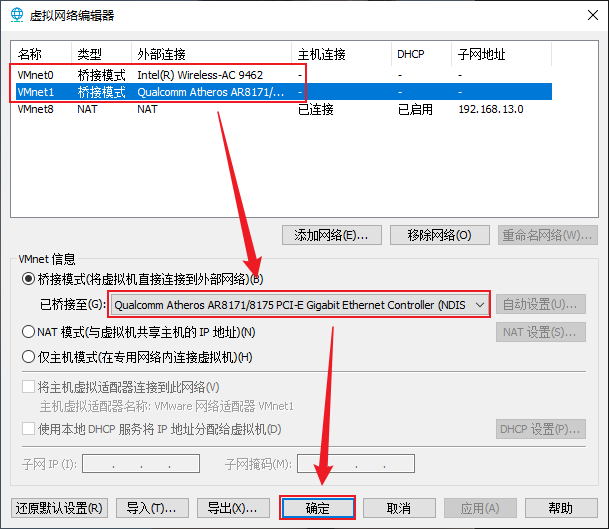 虚拟网络编辑器
名称 类型 外部连接 主机连接 DHCP 子网地址
VMnet0 桥接模式 Intel(R) Wireless-AC 9462 - - -
VMnet1 桥接模式 Qualcomm Atheros AR8171/... - - -
VMnet8 NAT NAT 已连接 已启用 192.168.13.0
添加网络(E)... 移除网络(O) 重命名网络(W)...
VMnet 信息
桥接模式(将虚拟机直接连接到外部网络)(B)
已桥接至(G): Qualcomm Atheros AR8171/8175 PCI-E Gigabit Ethernet Controller (NDIS 自动设置(U)...
NAT 模式(与虚拟机共享主机的 IP 地址)(N) NAT 设置(S)...
仅主机模式(在专用网络内连接虚拟机)(H)
将主机虚拟适配器连接到此网络(V)
主机虚拟适配器名称: VMware 网络适配器 VMnet1
使用本地 DHCP 服务将 IP 地址分配给虚拟机(D) DHCP 设置(P)...
子网 IP (I): . . . 子网掩码(M): . . .
还原默认设置(R) 导入(T)... 导出(X)... 确定 取消 应用(A) 帮助